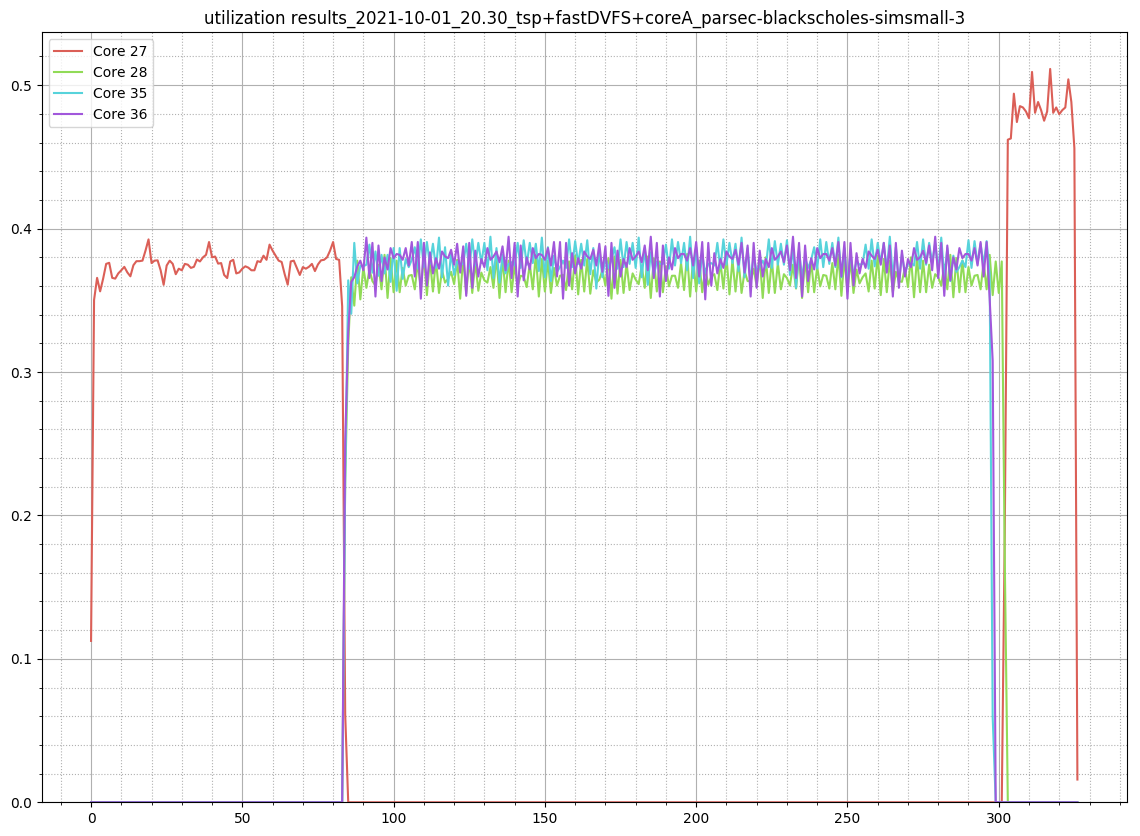 utilization results_2021-10-01_20.30_tsp+fastDVFS+coreA_parsec-blackscholes-simsmall-3
Core 27
Core 28
Core 35
Core 36
0.5
0.4
0.3
0.2
0.1
0.0
0 50 100 150 200 250 300